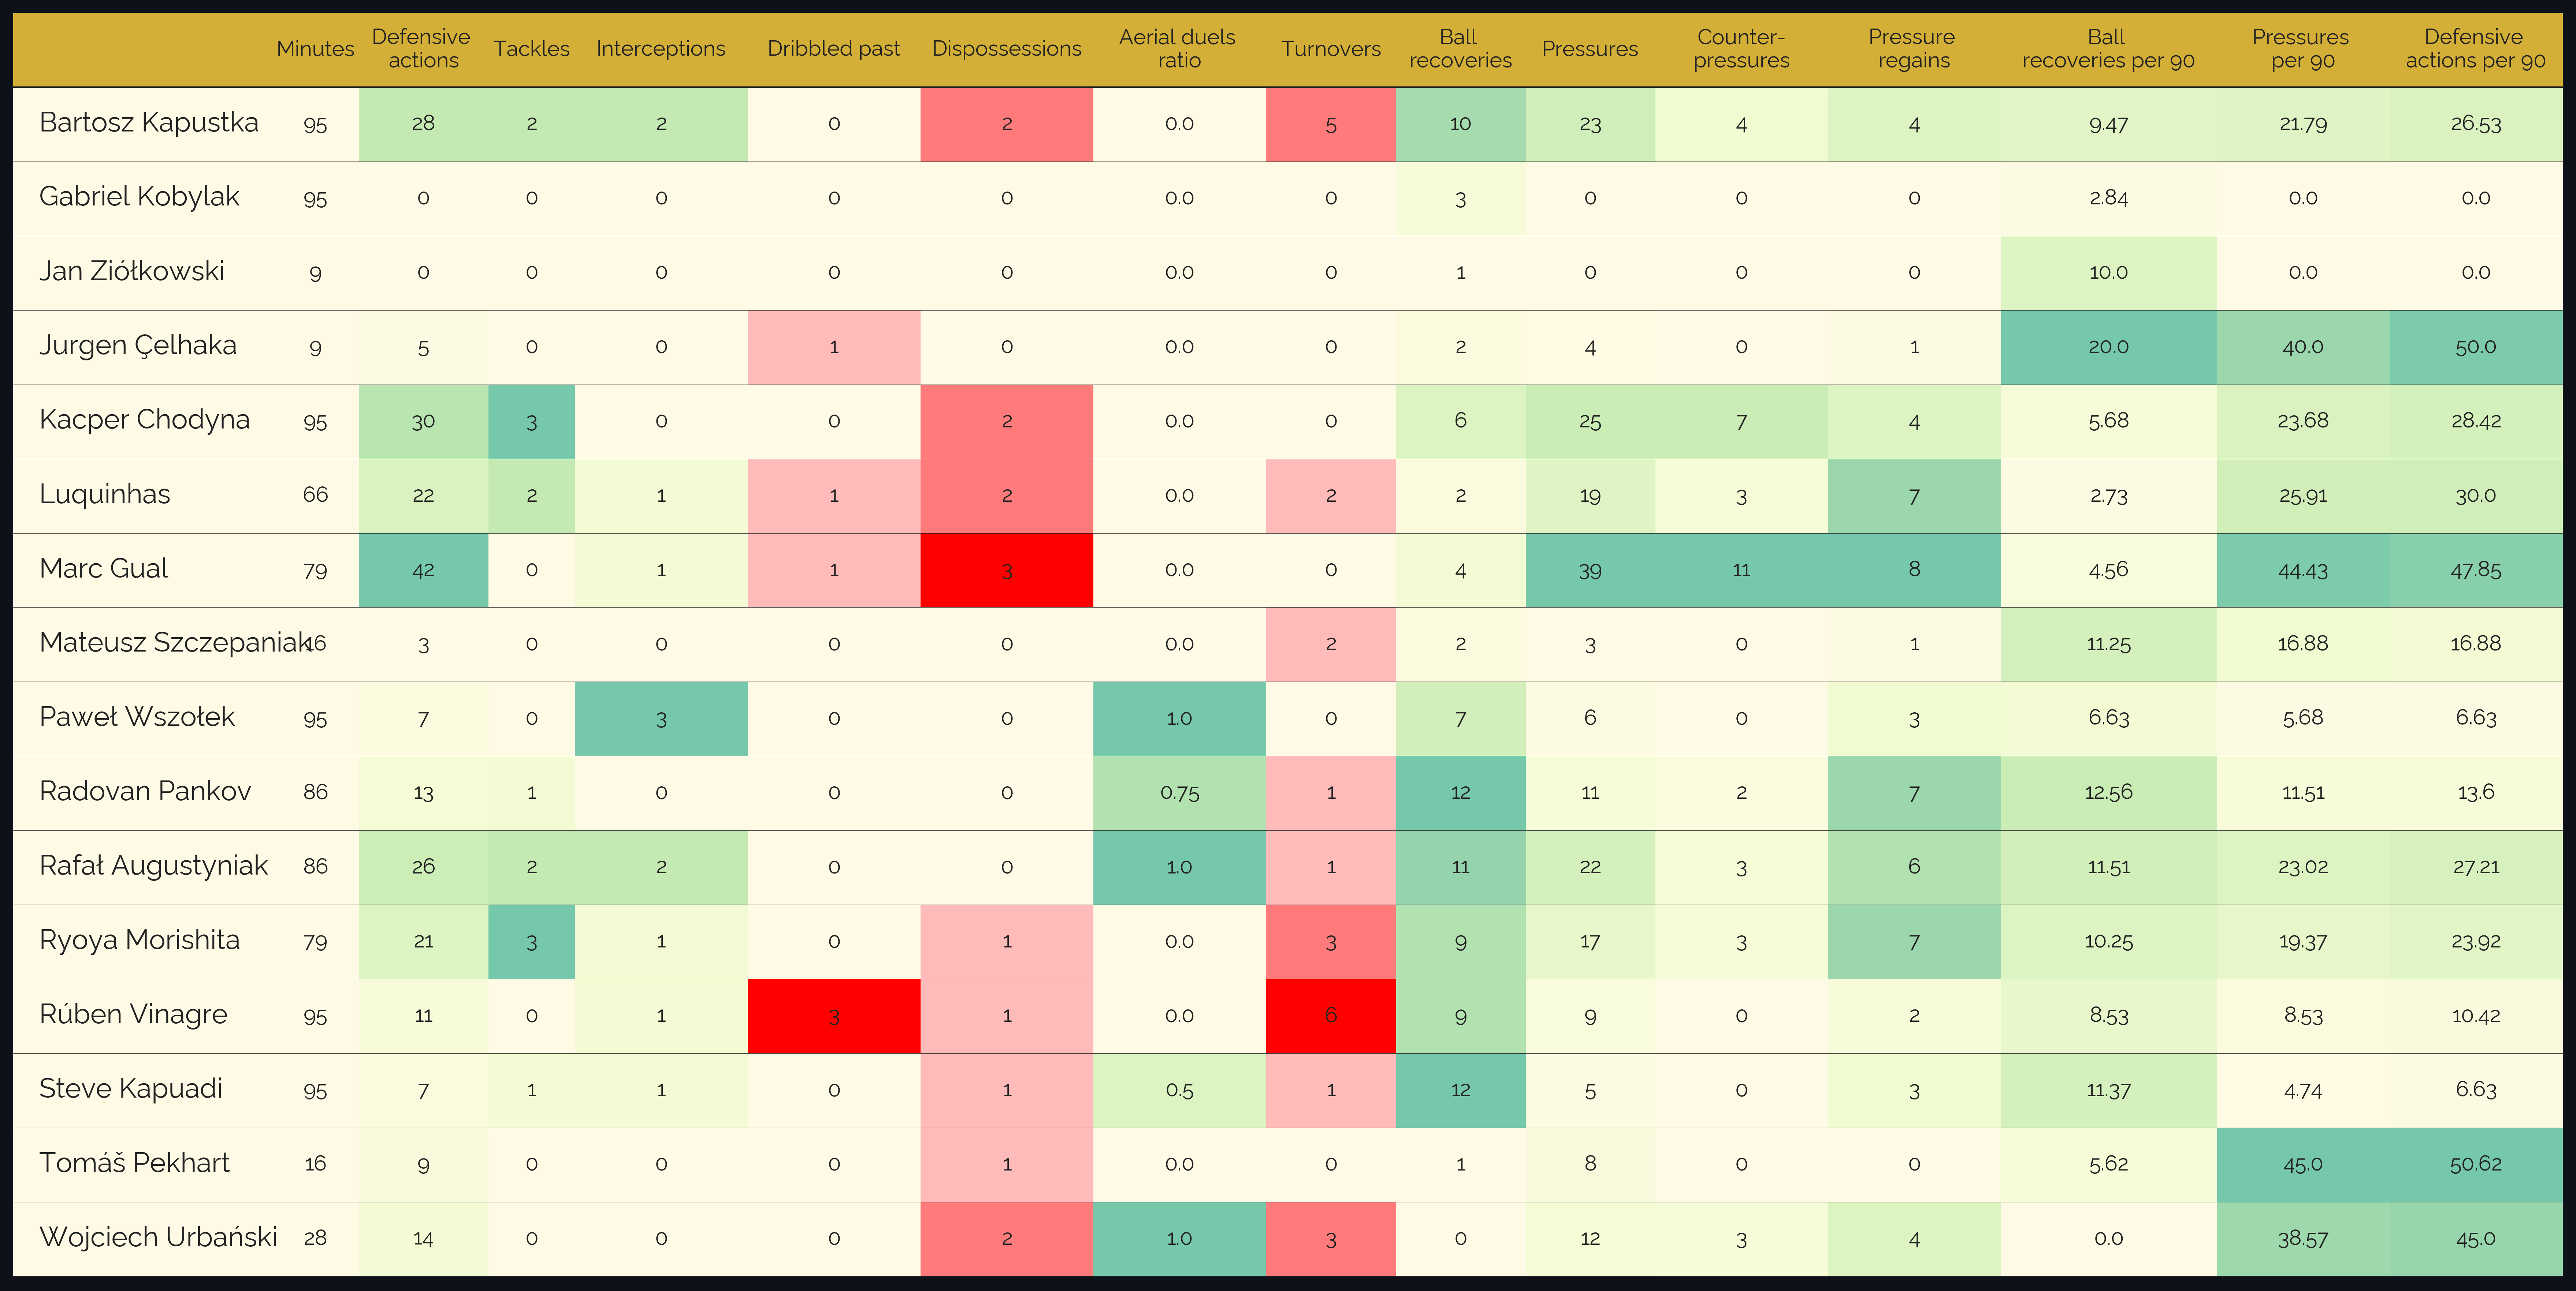 Minutes Defensive actions Tackles Interceptions Dribbled past Dispossessions Aerial duels ratio Turnovers Ball recoveries Pressures Counter-pressures Pressure regains Ball recoveries per 90 Pressures per 90 Defensive actions per 90
Bartosz Kapustka 95 28 2 2 0 2 0.0 5 10 23 4 4 9.47 21.79 26.53
Gabriel Kobylak 95 0 0 0 0 0 0.0 0 3 0 0 0 2.84 0.0 0.0
Jan Ziółkowski 9 0 0 0 0 0 0.0 0 1 0 0 0 10.0 0.0 0.0
Jurgen Çelhaka 9 5 0 0 1 0 0.0 0 2 4 0 1 20.0 40.0 50.0
Kacper Chodyna 95 30 3 0 0 2 0.0 0 6 25 7 4 5.68 23.68 28.42
Luquinhas 66 22 2 1 1 2 0.0 2 2 19 3 7 2.73 25.91 30.0
Marc Gual 79 42 0 1 1 3 0.0 0 4 39 11 8 4.56 44.43 47.85
Mateusz Szczepaniak 16 3 0 0 0 0 0.0 2 2 3 0 1 11.25 16.88 16.88
Paweł Wszołek 95 7 0 3 0 0 1.0 0 7 6 0 3 6.63 5.68 6.63
Radovan Pankov 86 13 1 0 0 0 0.75 1 12 11 2 7 12.56 11.51 13.6
Rafał Augustyniak 86 26 2 2 0 0 1.0 1 11 22 3 6 11.51 23.02 27.21
Ryoya Morishita 79 21 3 1 0 1 0.0 3 9 17 3 7 10.25 19.37 23.92
Rúben Vinagre 95 11 0 1 3 1 0.0 6 9 9 0 2 8.53 8.53 10.42
Steve Kapuadi 95 7 1 1 0 1 0.5 1 12 5 0 3 11.37 4.74 6.63
Tomáš Pekhart 16 9 0 0 0 1 0.0 0 1 8 0 0 5.62 45.0 50.62
Wojciech Urbański 28 14 0 0 0 2 1.0 3 0 12 3 4 0.0 38.57 45.0